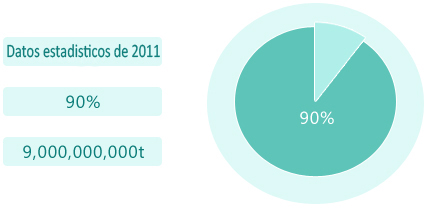 Datos estadisticos de 2011
90%
9,000,000,000t
90%